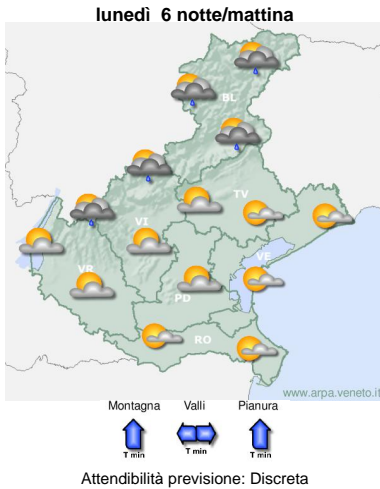 lunedì 6 notte/mattina
BL
TV
VI
VE
VR
PD
RO
www.arpa.veneto.it
Montagna Valli Pianura
T min T min T min
Attendibilità previsione: Discreta